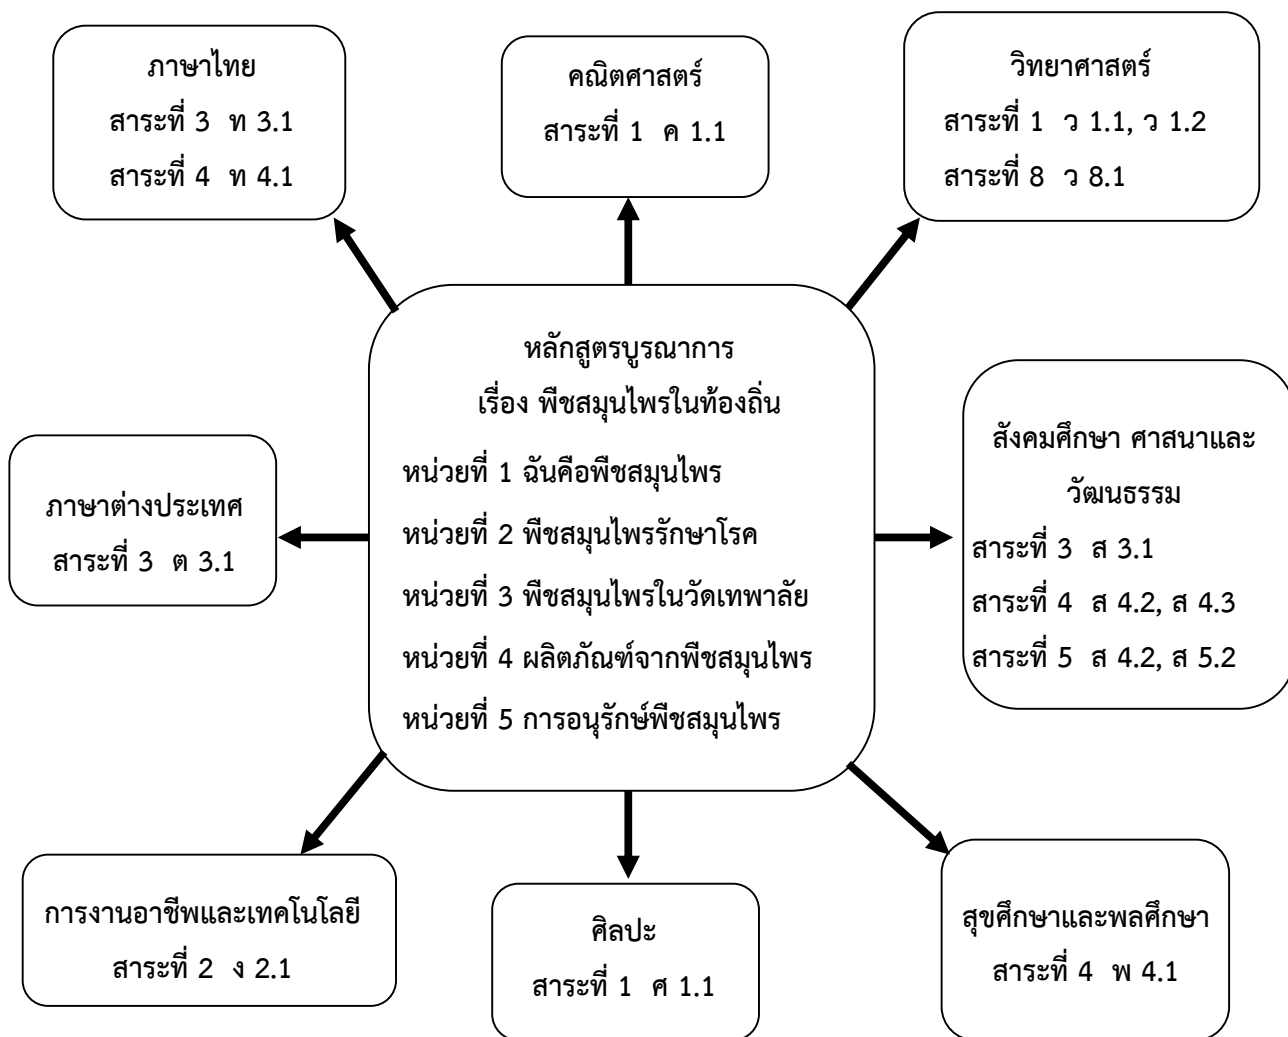 ภาษาไทย
สาระที่ 3 ท 3.1
สาระที่ 4 ท 4.1
คณิตศาสตร์
สาระที่ 1 ค 1.1
วิทยาศาสตร์
สาระที่ 1 ว 1.1, ว 1.2
สาระที่ 8 ว 8.1
หลักสูตรบูรณาการ
เรื่อง พืชสมุนไพรในท้องถิ่น
หน่วยที่ 1 ฉันคือพืชสมุนไพร
หน่วยที่ 2 พืชสมุนไพรรักษาโรค
หน่วยที่ 3 พืชสมุนไพรในวัดเทพาลัย
หน่วยที่ 4 ผลิตภัณฑ์จากพืชสมุนไพร
หน่วยที่ 5 การอนุรักษ์พืชสมุนไพร
ภาษาต่างประเทศ
สาระที่ 3 ต 3.1
สังคมศึกษา ศาสนาและ
วัฒนธรรม
สาระที่ 3 ส 3.1
สาระที่ 4 ส 4.2, ส 4.3
สาระที่ 5 ส 4.2, ส 5.2
การงานอาชีพและเทคโนโลยี
สาระที่ 2 ง 2.1
ศิลปะ
สาระที่ 1 ศ 1.1
สุขศึกษาและพลศึกษา
สาระที่ 4 พ 4.1